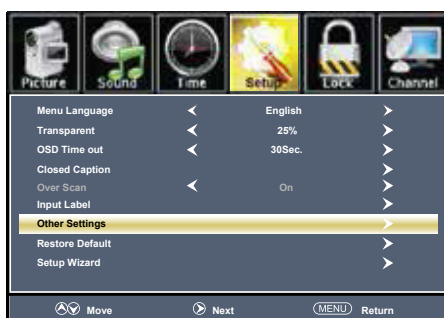 Picture Sound Time Setup Lock Channel
Menu Language English
Transparent 25%
OSD Time out 30Sec.
Closed Caption
Over Scan On
Input Label
Other Settings
Restore Default
Setup Wizard
Move Next MENU Return